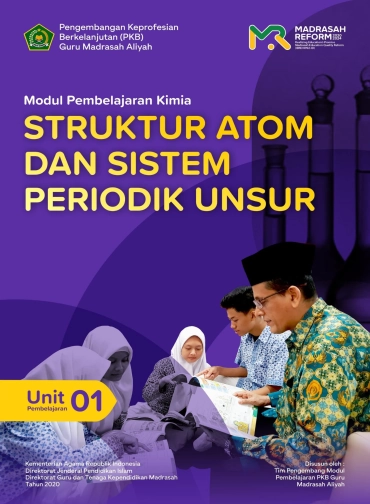 Pengembangan Keprofesian
Berkelanjutan (PKB)
Guru Madrasah Aliyah
MADRASAH
REFORM
Modul Pembelajaran Kimia
STRUKTUR ATOM
DAN SISTEM
PERIODIK UNSUR
Unit 01
Pembelajaran
Kementerian Agama Republik Indonesia
Direktorat Jenderal Pendidikan Islam
Direktorat Guru dan Tenaga Kependidikan Madrasah
Tahun 2020
Disusun oleh :
Tim Pengembang Modul
Pembelajaran PKB Guru
Madrasah Aliyah